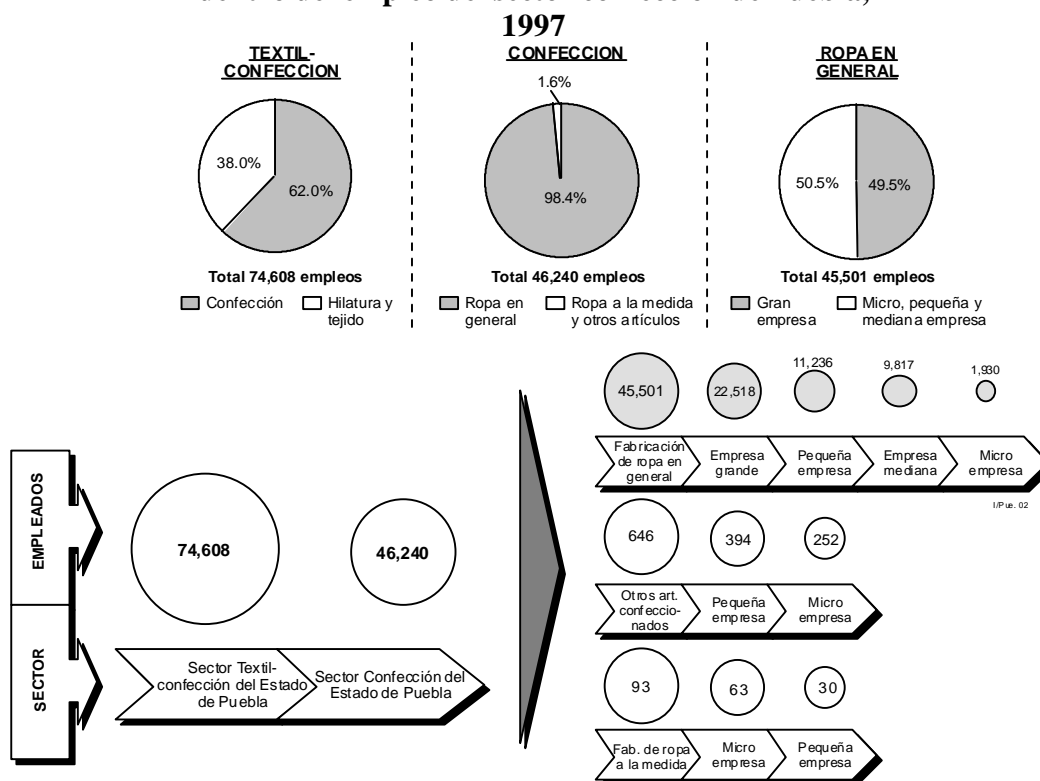 1997
TEXTIL-
CONFECCION
38.0%
62.0%
Total 74,608 empleos
Confección
Hilatura y
tejido
CONFECCION
1.6%
98.4%
Total 46,240 empleos
Ropa en
general
Ropa a la medida
y otros artículos
ROPA EN
GENERAL
50.5%
49.5%
Total 45,501 empleos
Gran
empresa
Micro, pequeña y
mediana empresa
EMPLEADOS
74,608
46,240
SECTOR
Sector Textil-
confección del Estado
de Puebla
Sector Confección del
Estado de Puebla
45,501
22,518
11,236
9,817
1,930
Fabricación
de ropa en
general
Empresa
grande
Pequeña
empresa
Empresa
mediana
Micro
empresa
I/Pue. 02
646
394
252
Otros art.
confeccio-
nados
Pequeña
empresa
Micro
empresa
93
63
30
Fab. de ropa
a la medida
Micro
empresa
Pequeña
empresa